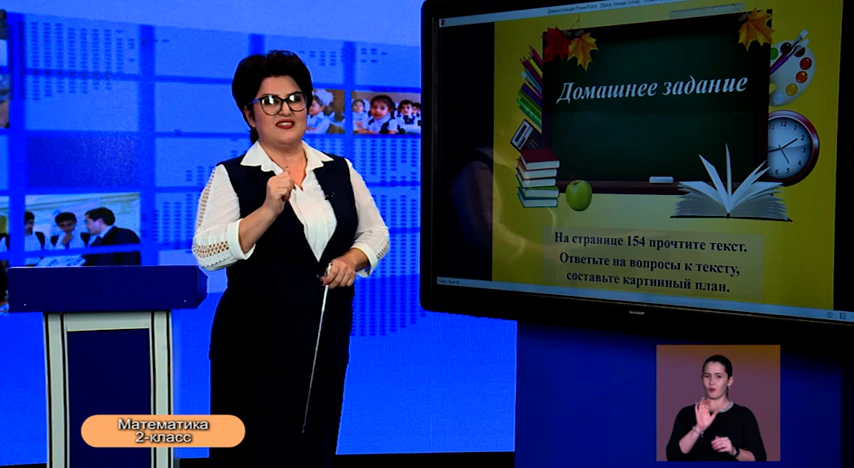 Домашнее задание
На странице 154 прочтите текст.
Ответьте на вопросы к тексту,
составьте картинный план.
Математика
2-класс